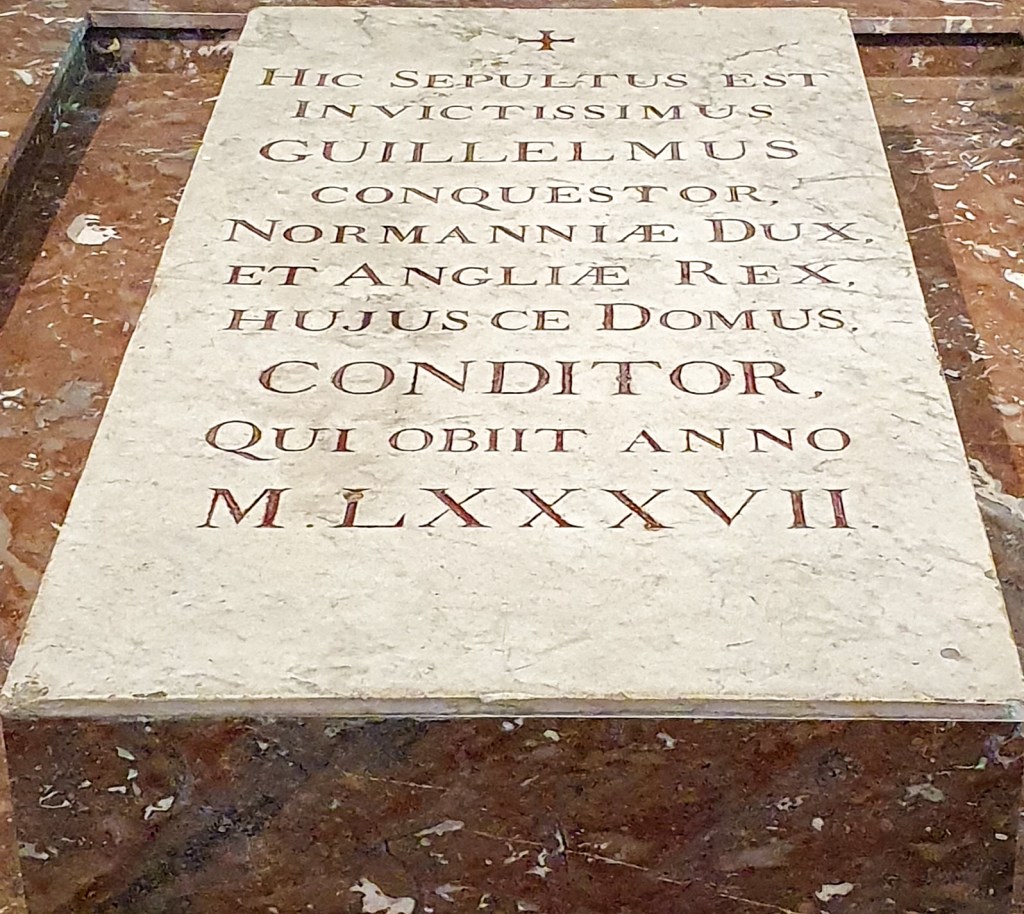 Hic Sepultus est
Invictissimus
GUILLELMUS
CONQUESTOR,
Normanniæ Dux,
et Angliæ Rex,
hujus ce Domus,
CONDITOR,
Qui obiit anno
M.LXXXVII.